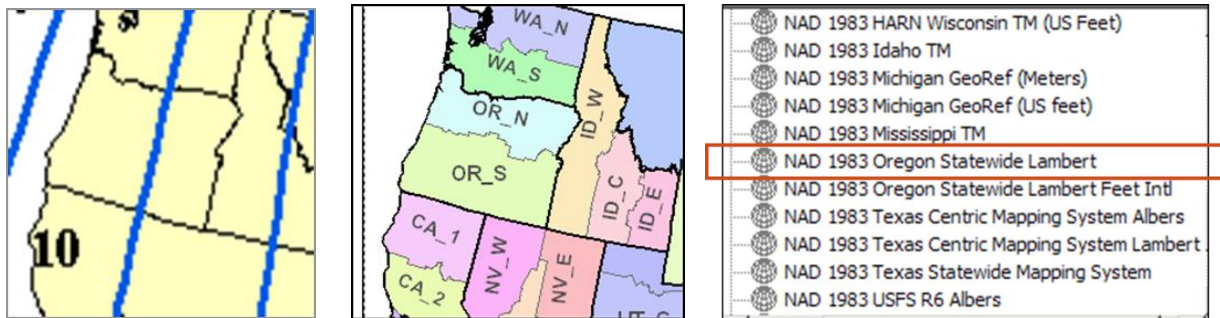 10
WA_N
WA_S
OR_N
OR_S
ID_W
ID_C
ID_E
CA_1
CA_2
NV_W
NV_E
NAD 1983 HARN Wisconsin TM (US Feet)
NAD 1983 Idaho TM
NAD 1983 Michigan GeoRef (Meters)
NAD 1983 Michigan GeoRef (US feet)
NAD 1983 Mississippi TM
NAD 1983 Oregon Statewide Lambert
NAD 1983 Oregon Statewide Lambert Feet Intl
NAD 1983 Texas Centric Mapping System Albers
NAD 1983 Texas Centric Mapping System Lambert
NAD 1983 Texas Statewide Mapping System
NAD 1983 USFS R6 Albers